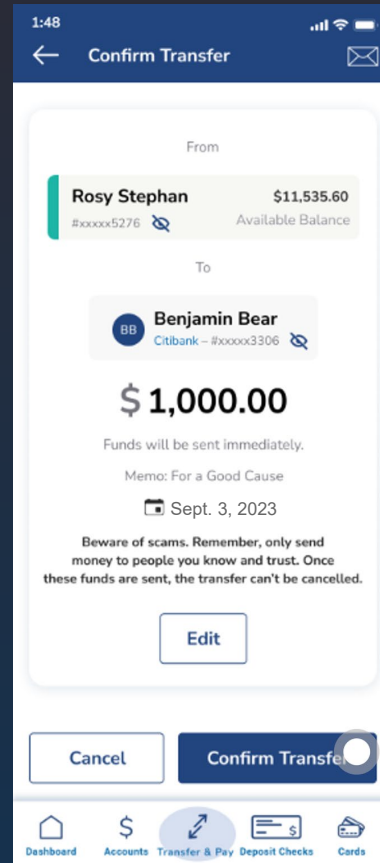 1:48
Confirm Transfer
From
Rosy Stephan
$11,535.60
#xxxxx5276
Available Balance
To
BB
Benjamin Bear
Citibank – #xxxxx3306
$ 1,000.00
Funds will be sent immediately.
Memo: For a Good Cause
Sept. 3, 2023
Beware of scams. Remember, only send
money to people you know and trust. Once
these funds are sent, the transfer can't be cancelled.
Edit
Cancel
Confirm Transfer
$
$
Dashboard
Accounts
Transfer & Pay
Deposit Checks
Cards